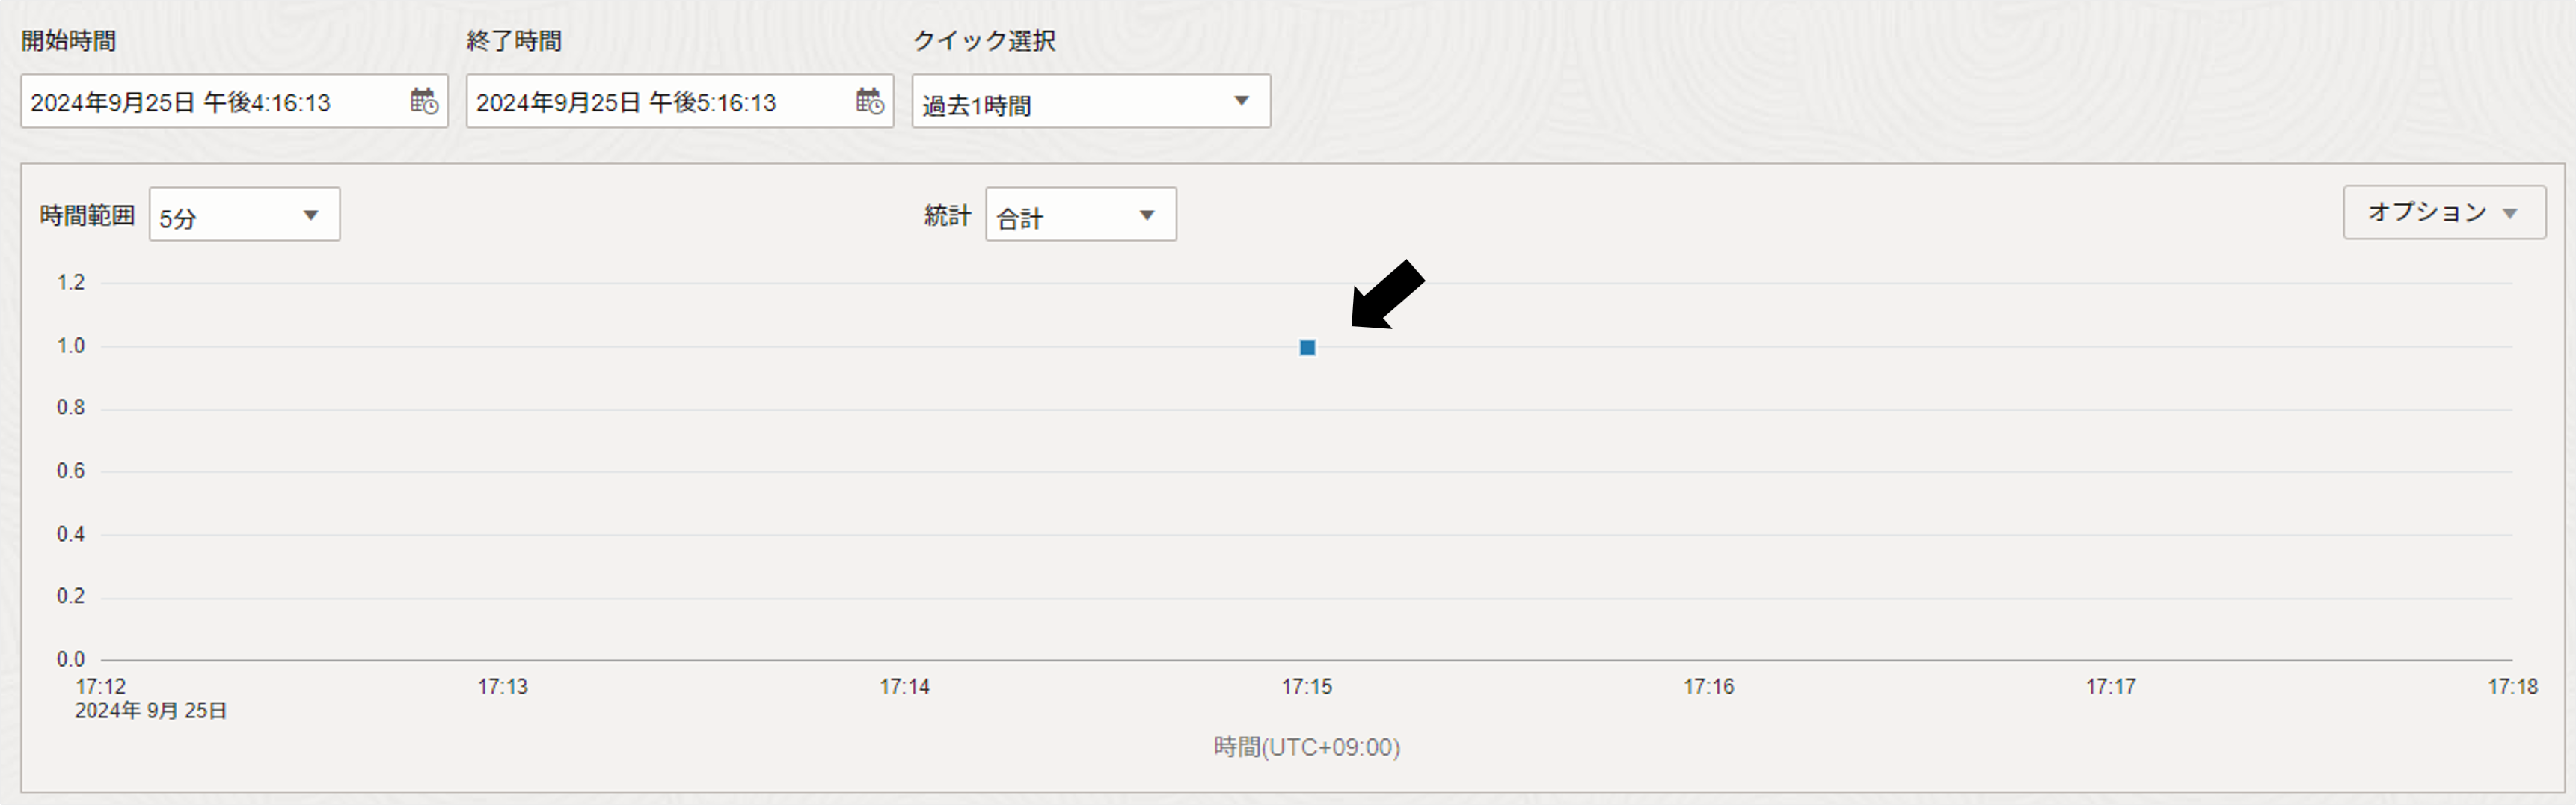 開始時間
終了時間
クイック選択
2024年9月25日 午後4:16:13
2024年9月25日 午後5:16:13
過去1時間
時間範囲 5分
統計 合計
オプション
1.2
1.0
0.8
0.6
0.4
0.2
0.0
17:12 17:13 17:14 17:15 17:16 17:17 17:18
2024年 9月 25日
時間(UTC+09:00)